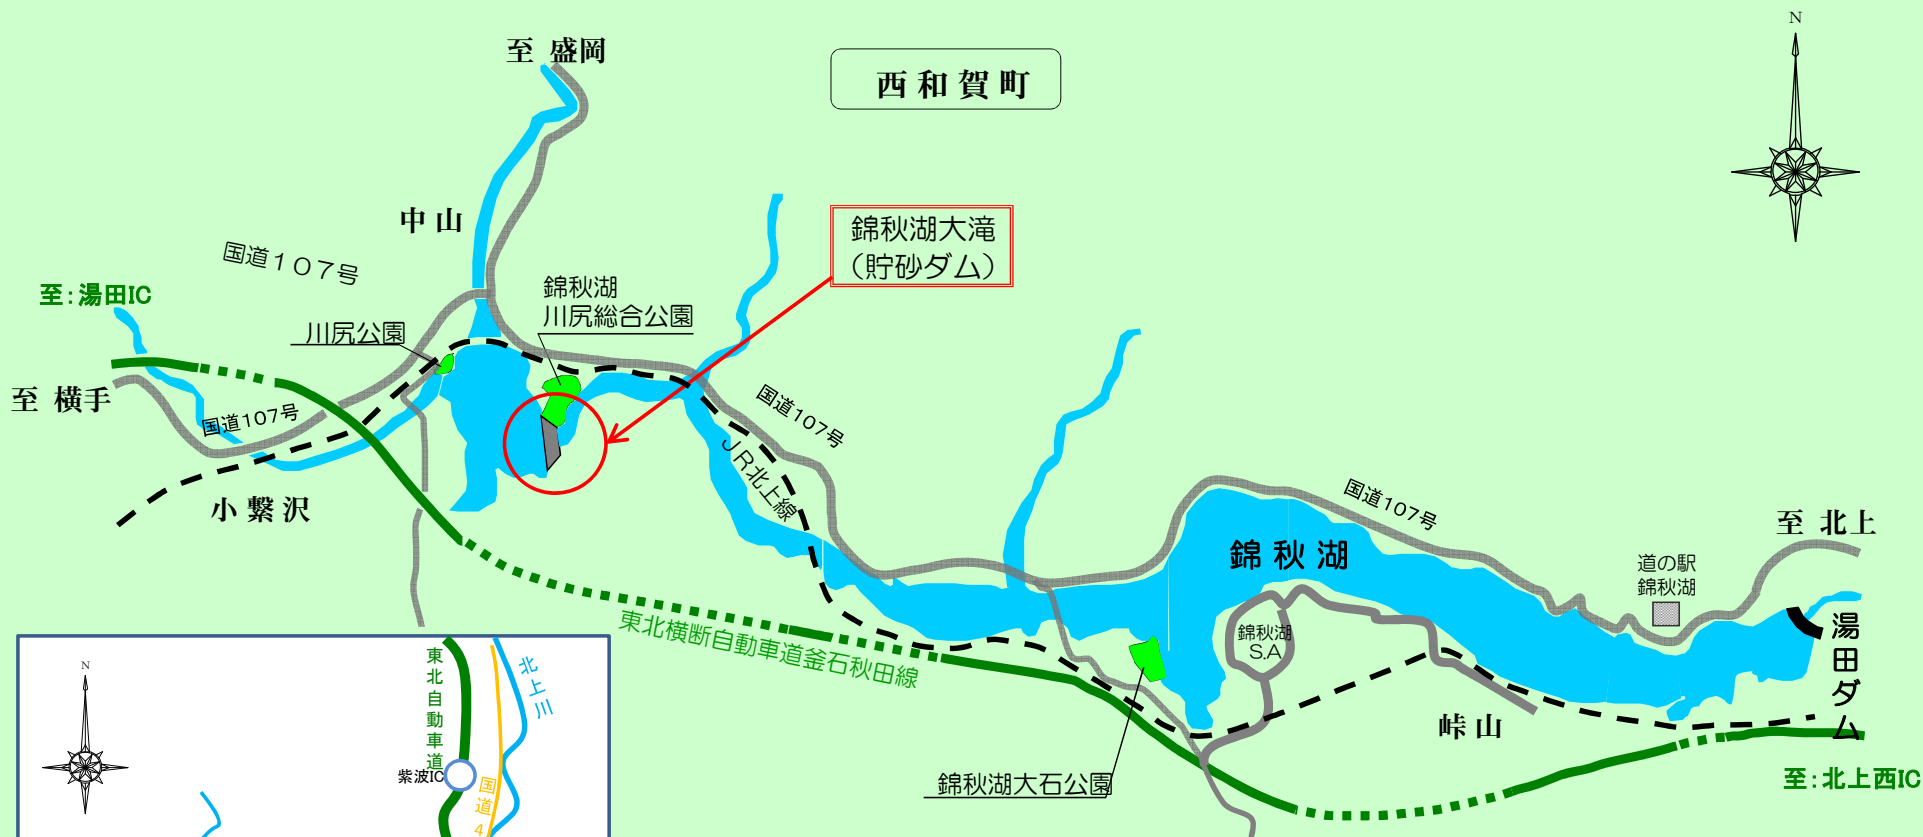 N
至 盛岡
西和賀町
中山
国道107号
錦秋湖大滝
（貯砂ダム）
至：湯田IC
錦秋湖
川尻総合公園
川尻公園
至 横手
国道107号
国道107号
JR北上線
小繋沢
国道107号
至 北上
錦秋湖
道の駅
錦秋湖
東北横断自動車道釜石秋田線
錦秋湖
S.A
湯田ダム
峠山
錦秋湖大石公園
至：北上西IC
N
東北自動車道
北上川
紫波IC
国道4